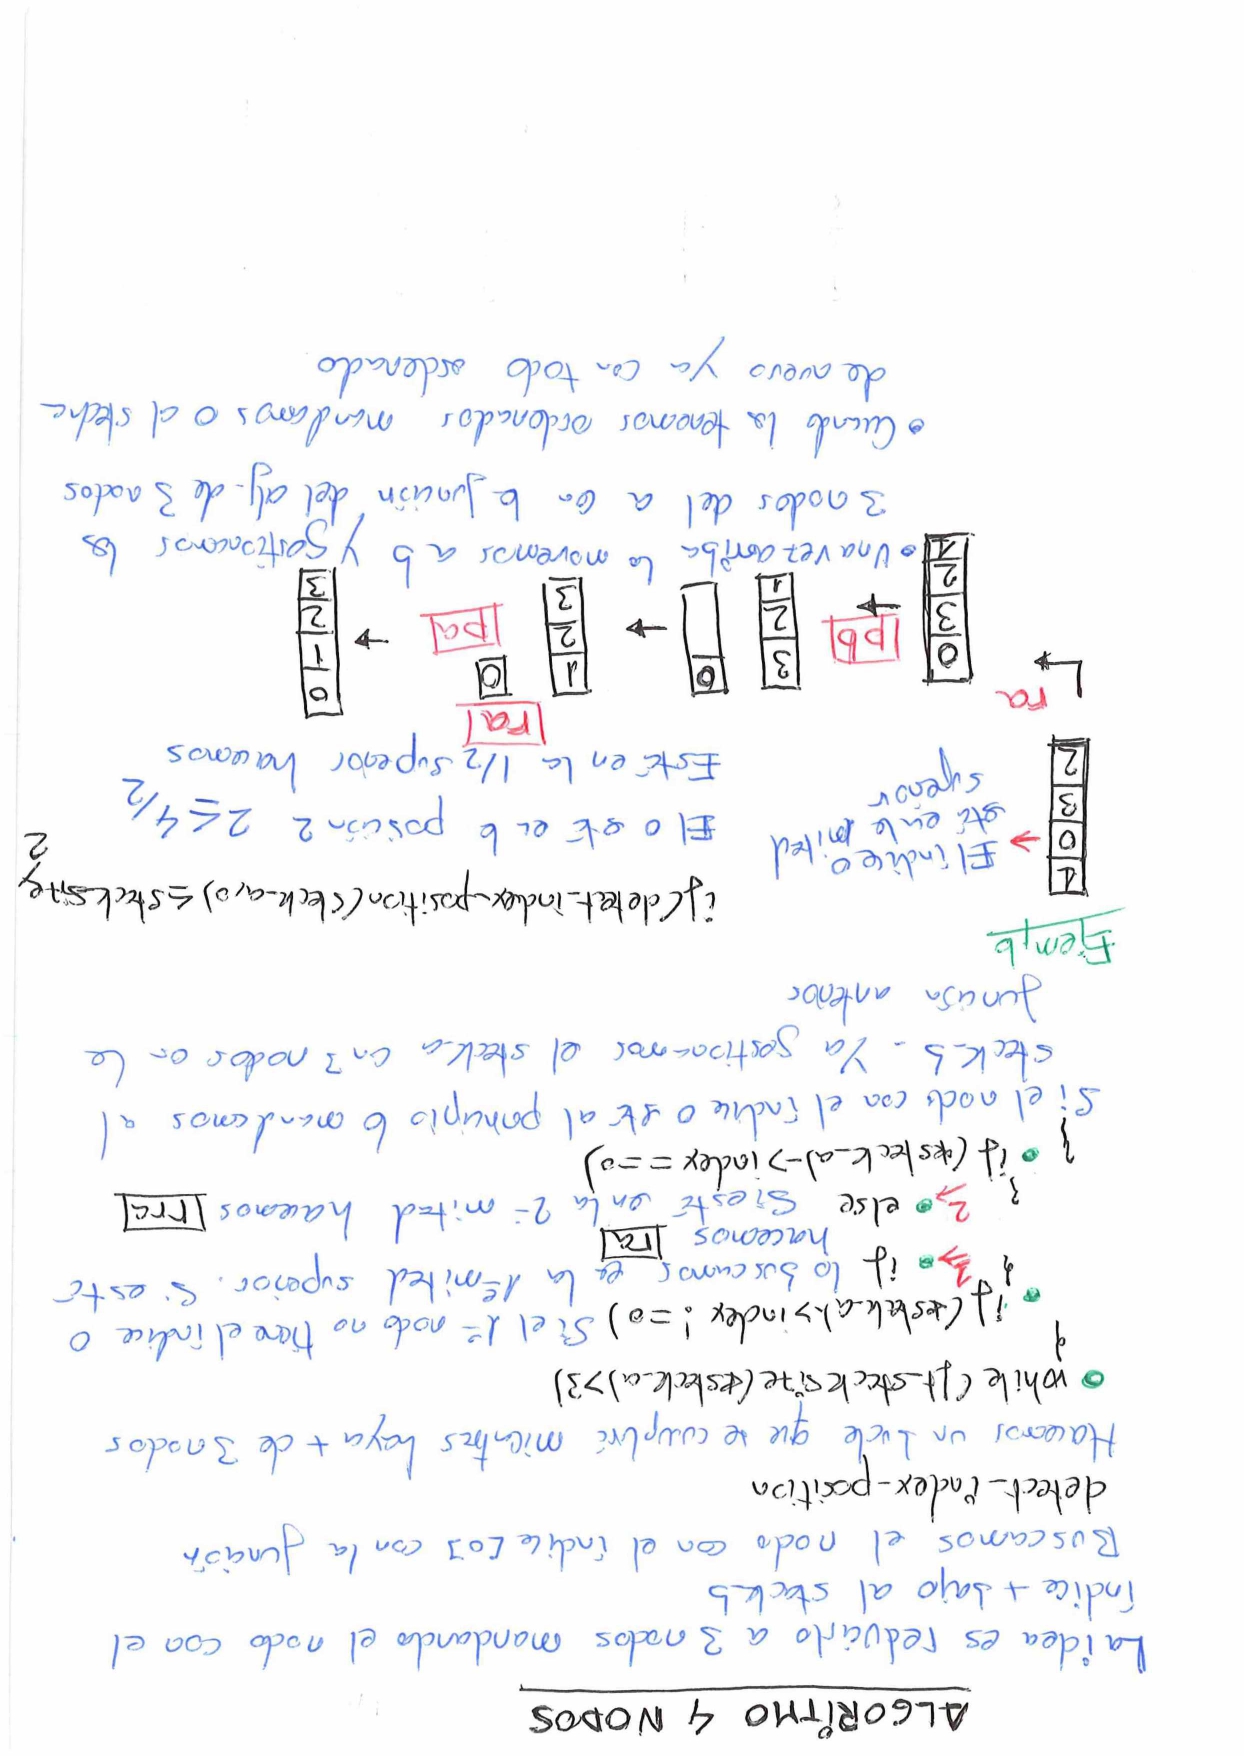 ALGORITMO 4 NODOS
La idea es reducirlo a 3 nodos mandando el nodo con el
índice + bajo al stack_b
Buscamos el nodo con el índice [0] con la función
detect_index_position
Hacemos un bucle que se cumplirá mientras haya + de 3 nodos
while (ft_stacksize(*stack_a)>3)
{
if (*stack_a)->index != 0) Si el 1º nodo no tiene el índice 0
{ 1 if lo buscamos en la 1ª mitad superior. Si está
hacemos ra
2 else Si está en la 2ª mitad hacemos rra
}
} if (*stack_a)->index == 0)
Si el nodo con el índice 0 está al principio lo mandamos al
stack_b. Ya gestionamos el stack_a con 3 nodos en la
función anterior
Ejemplo
if (detect_index_position(stack_a,0) ≤ stacksize/2
1
0
3
2
→ El índice 0
está en la mitad
superior
El 0 está en la posición 2 2≤4/2
Está en la 1/2 superior hacemos
ra
ra
0
3
2
1
pb
3
2
1
0
→
1
2
3
0
pa
→
0
1
2
3
• Una vez arriba lo movemos a b y gestionamos los
3 nodos del a con la función del alg. de 3 nodos
• Cuando los tenemos ordenados mandamos 0 al stack a
de nuevo ya con todo ordenado